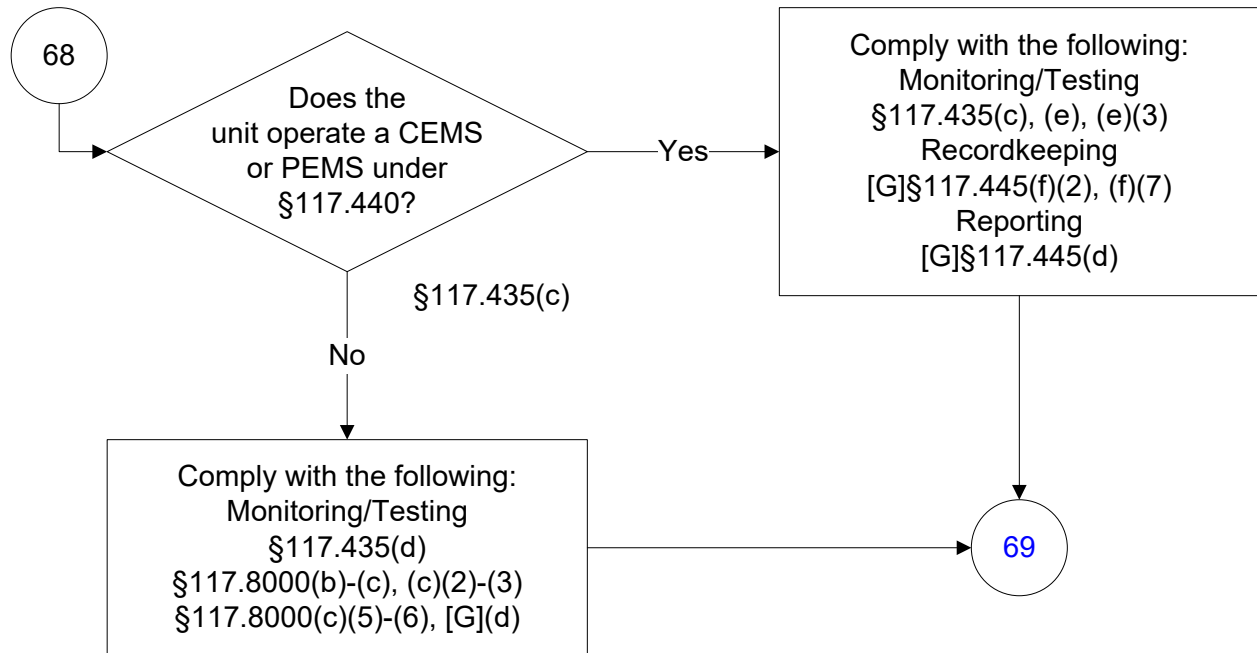 68
Does the
unit operate a CEMS
or PEMS under
§117.440?
Yes
Comply with the following:
Monitoring/Testing
§117.435(c), (e), (e)(3)
Recordkeeping
[G]§117.445(f)(2), (f)(7)
Reporting
[G]§117.445(d)
§117.435(c)
No
Comply with the following:
Monitoring/Testing
§117.435(d)
§117.8000(b)-(c), (c)(2)-(3)
§117.8000(c)(5)-(6), [G](d)
69